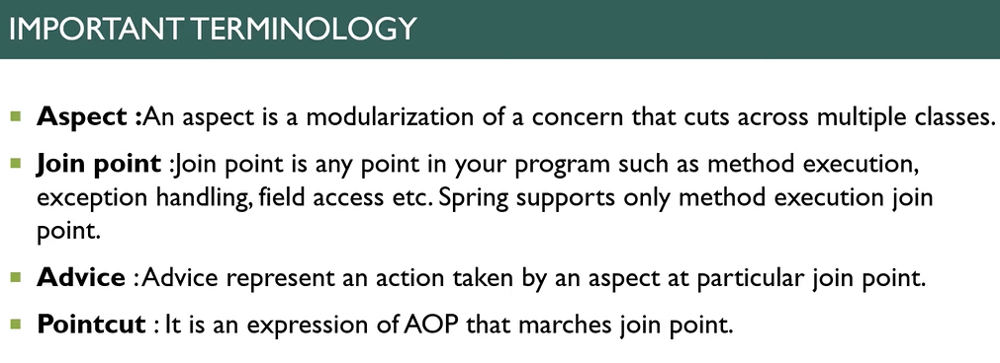 IMPORTANT TERMINOLOGY
Aspect :An aspect is a modularization of a concern that cuts across multiple classes.
Join point :Join point is any point in your program such as method execution,
exception handling, field access etc. Spring supports only method execution join
point.
Advice :Advice represent an action taken by an aspect at particular join point.
Pointcut : It is an expression of AOP that marches join point.